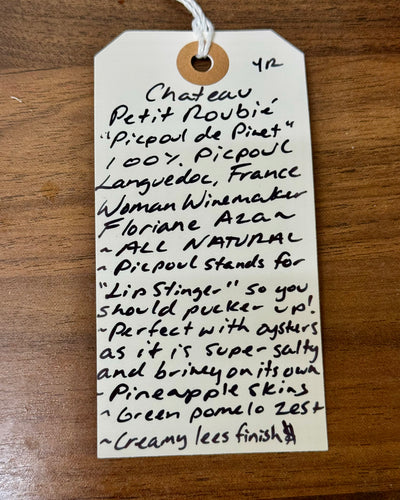 YR
Chateau
Petit Roubié
"Picpoul de Pinet"
100% Picpoul
Languedoc, France
Woman Winemaker
Floriane Azan
~ ALL NATURAL
~ Picpoul stands for
"Lip Stinger" so you
should pucker up!
~Perfect with oysters
as it is super salty
and briney on its own
- Pineapple skins
~ Green pomelo zest
~Creamy lees finish